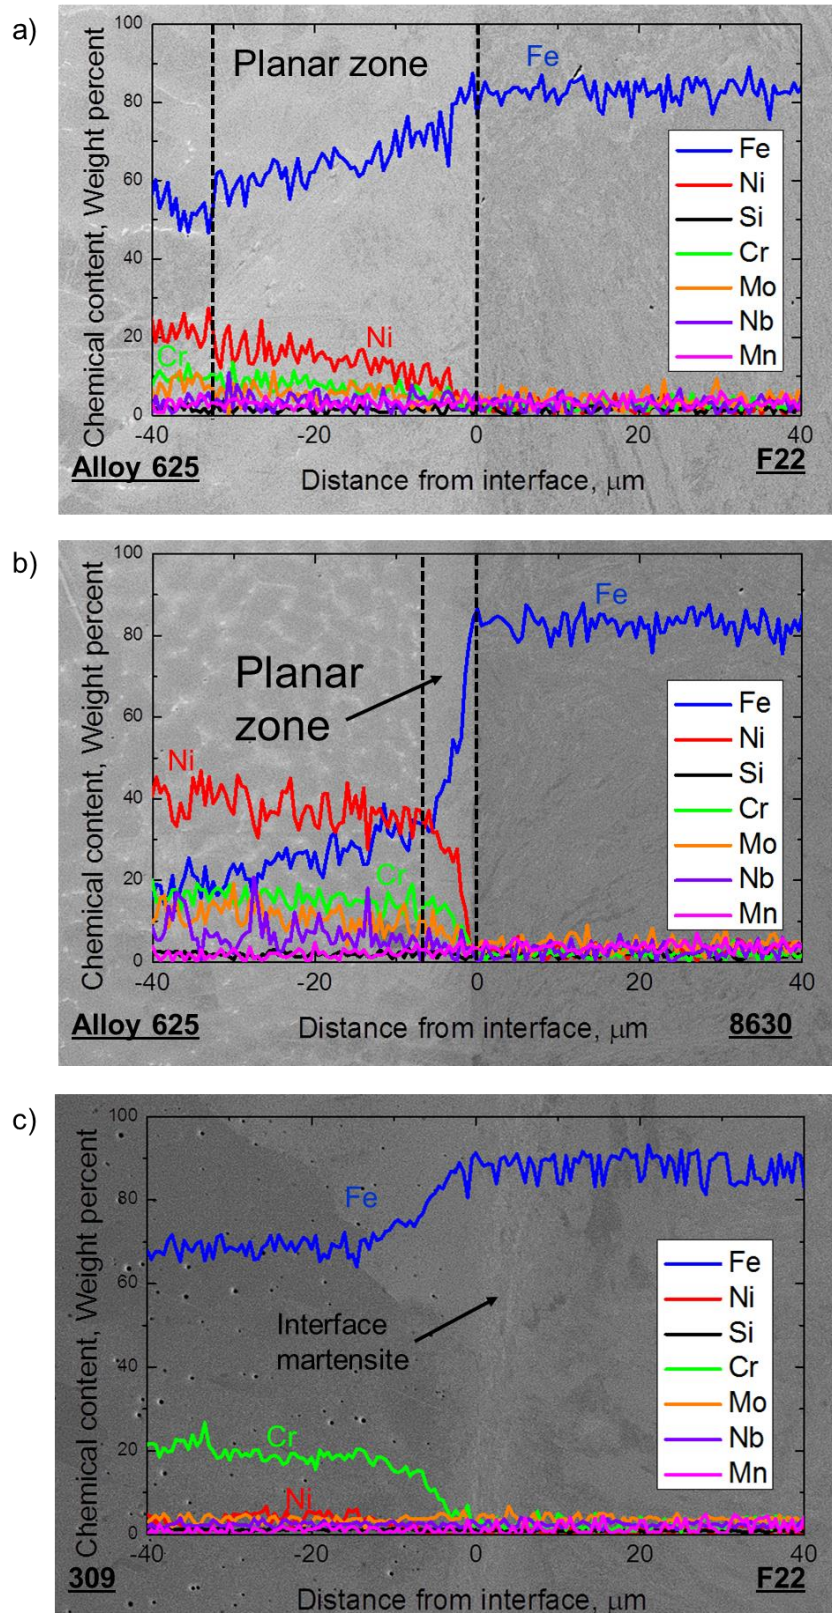 a)
100
Planar zone
Fe
80
60
40
20
0
Ni
Cr
Fe
Ni
Si
Cr
Mo
Nb
Mn
-40
-20
0
20
40
Chemical content, Weight percent
Alloy 625
Distance from interface, μm
F22
b)
100
Fe
80
Planar
zone
60
40
20
0
Ni
Cr
Fe
Ni
Si
Cr
Mo
Nb
Mn
-40
-20
0
20
40
Chemical content, Weight percent
Alloy 625
Distance from interface, μm
8630
c)
100
80
Fe
60
40
20
0
Interface
martensite
Cr
Ni
Fe
Ni
Si
Cr
Mo
Nb
Mn
-40
-20
0
20
40
Chemical content, Weight percent
309
Distance from interface, μm
F22